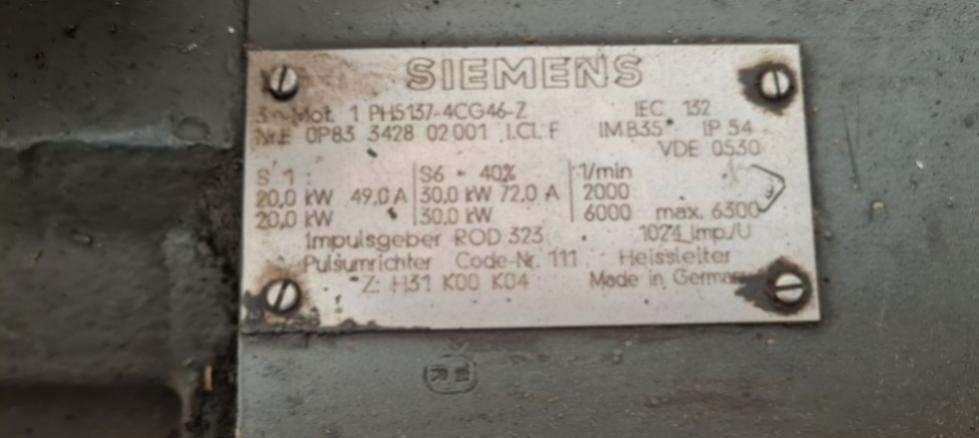 SIEMENS
3~ Mot. 1 PH5137-4CG46-Z IEC 132
Nr.E 0P83 3428 02 001 I.CL F IM B35 IP 54
VDE 0530
S 1: S6 - 40% 1/min
20,0 kW 49,0 A 30,0 kW 72,0 A 2000
20,0 kW 30,0 kW 6000 max. 6300
Impulsgeber ROD 323 1024 Imp./U
Pulsumrichter Code-Nr. 111 Heissleiter
Z: H31 K00 K04 Made in Germany